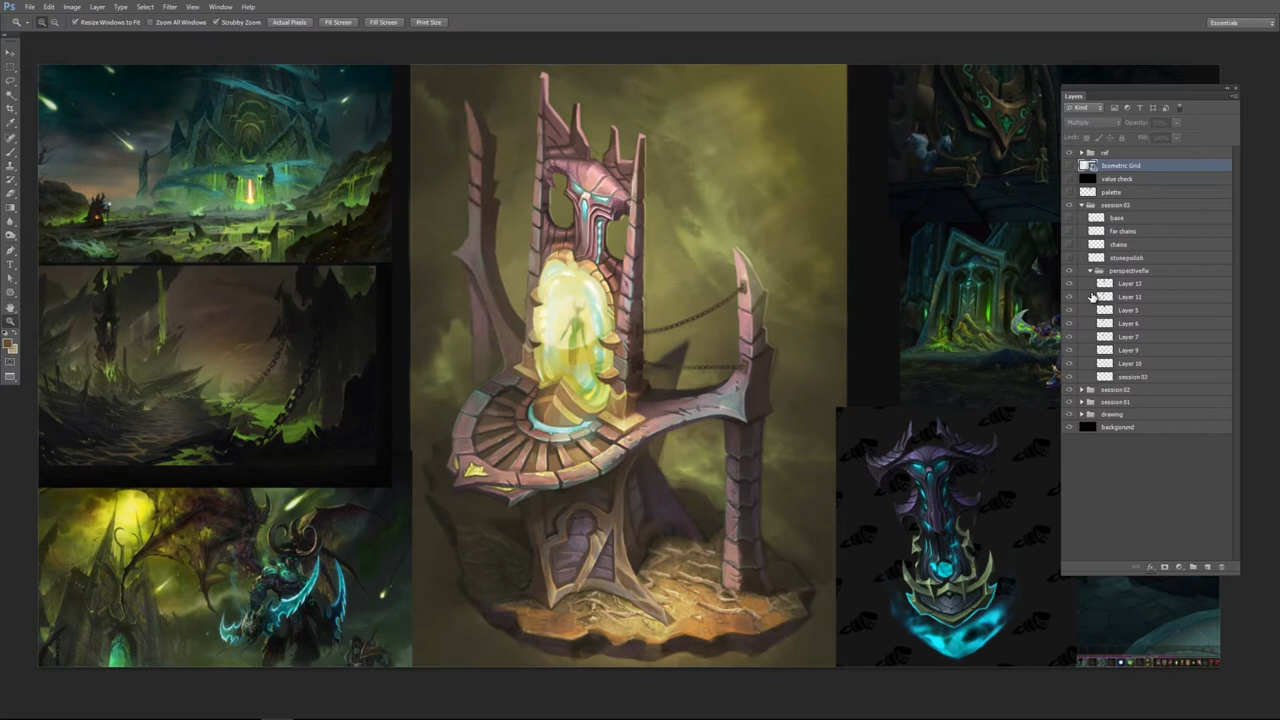 Ps File Edit Image Layer Type Select Filter View Window Help
Resize Windows to Fit Zoom All Windows Scrubby Zoom Actual Pixels Fit Screen Fill Screen Print Size Essentials
Layers
Kind
Multiply Opacity:
Lock: Fill:
ref
Isometric Grid
value check
palette
session 03
base
far chains
chains
stonepolish
perspectivefix
Layer 13
Layer 11
Layer 5
Layer 6
Layer 7
Layer 9
Layer 10
session 03
session 02
session 01
drawing
background